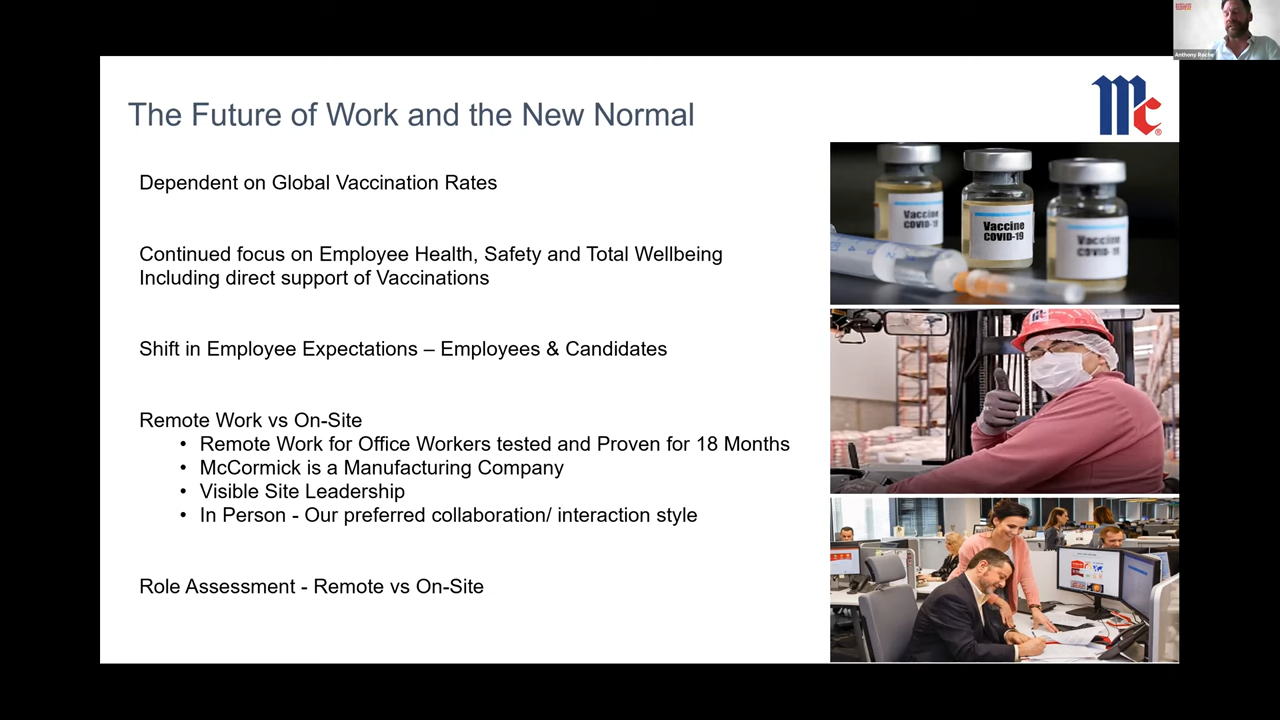 Anthony Roche
The Future of Work and the New Normal
Mc®
Dependent on Global Vaccination Rates
Continued focus on Employee Health, Safety and Total Wellbeing
Including direct support of Vaccinations
Shift in Employee Expectations – Employees & Candidates
Remote Work vs On-Site
• Remote Work for Office Workers tested and Proven for 18 Months
• McCormick is a Manufacturing Company
• Visible Site Leadership
• In Person - Our preferred collaboration/ interaction style
Role Assessment - Remote vs On-Site
Vaccine
COVID-19
Vaccine
COVID-19
Vaccine
COVID-19
Mc